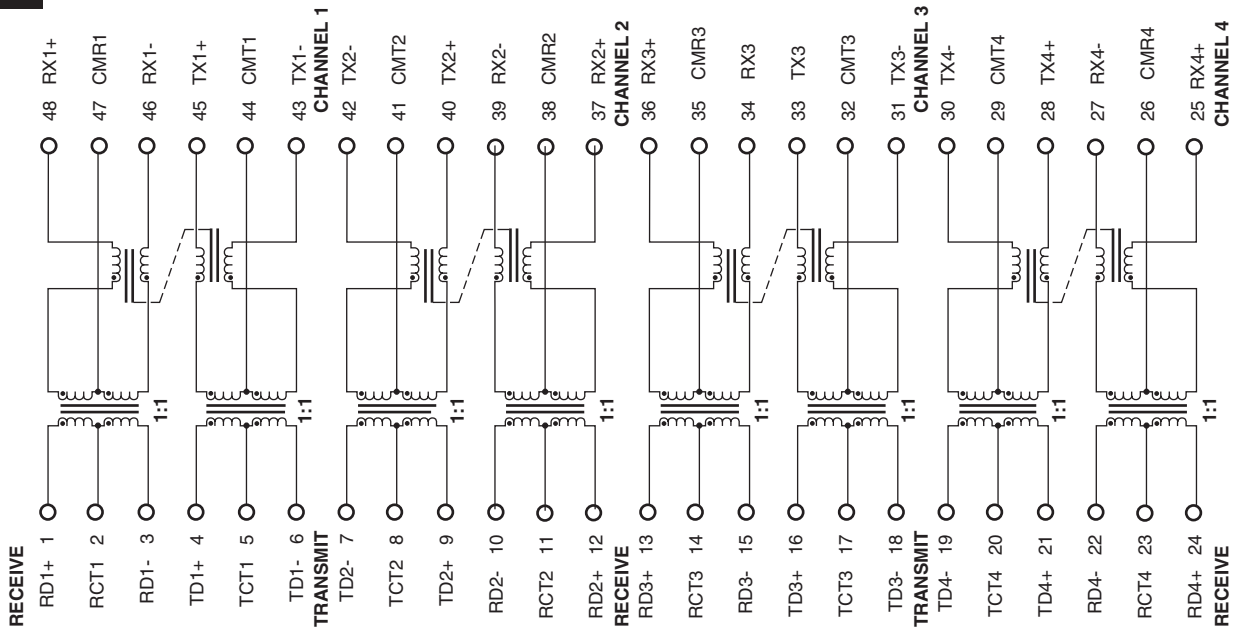 48 RX1+
47 CMR1
46 RX1-
45 TX1+
44 CMT1
43 TX1-
CHANNEL 1
42 TX2-
41 CMT2
40 TX2+
39 RX2-
38 CMR2
37 RX2+
CHANNEL 2
36 RX3+
35 CMR3
34 RX3
33 TX3
32 CMT3
31 TX3-
CHANNEL 3
30 TX4-
29 CMT4
28 TX4+
27 RX4-
26 CMR4
25 RX4+
CHANNEL 4
1:1
1:1
1:1
1:1
1:1
1:1
1:1
1:1
RECEIVE
RD1+ 1
RCT1 2
RD1- 3
TD1+ 4
TCT1 5
TD1- 6
TRANSMIT
TD2- 7
TCT2 8
TD2+ 9
RD2- 10
RCT2 11
RD2+ 12
RECEIVE
RD3+ 13
RCT3 14
RD3- 15
TD3+ 16
TCT3 17
TD3- 18
TRANSMIT
TD4- 19
TCT4 20
TD4+ 21
RD4- 22
RCT4 23
RD4+ 24
RECEIVE